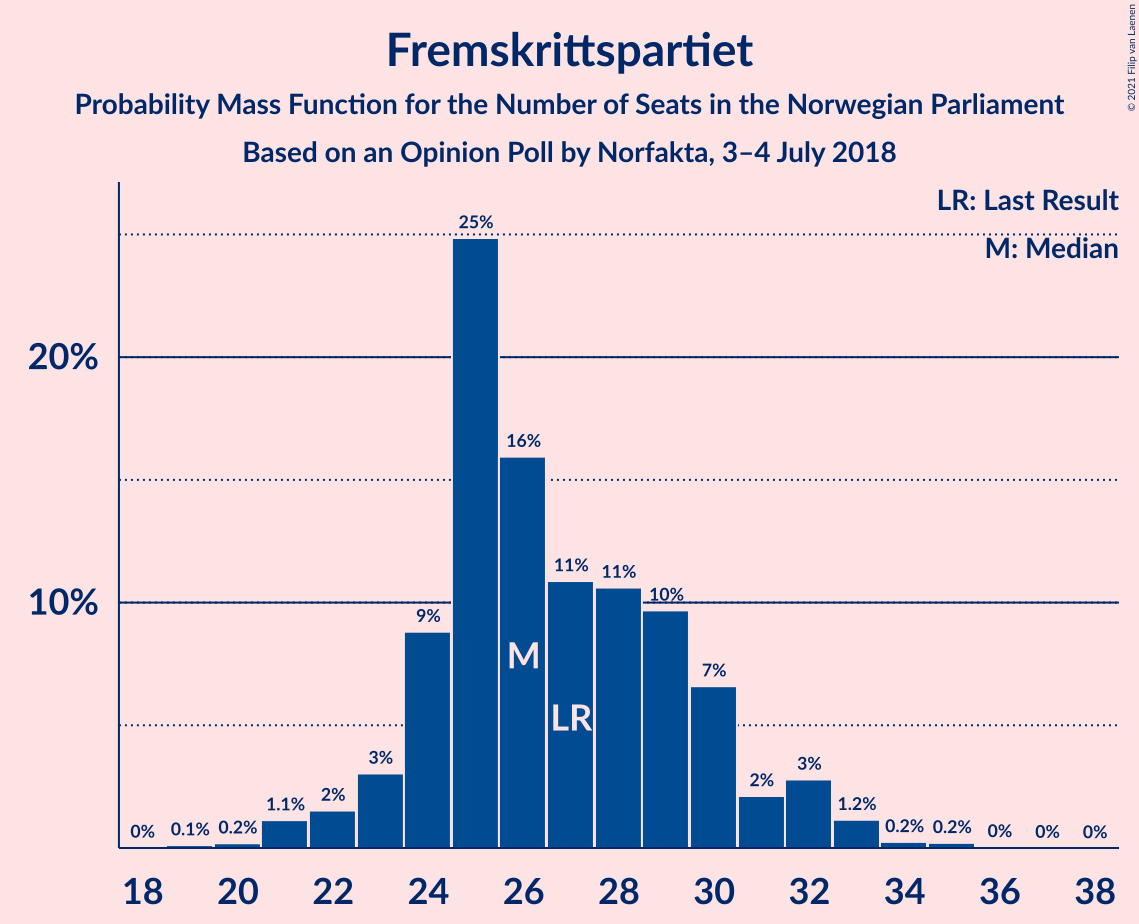 © 2021 Filip van Laenen
Fremskrittspartiet
Probability Mass Function for the Number of Seats in the Norwegian Parliament
Based on an Opinion Poll by Norfakta, 3–4 July 2018
LR: Last Result
M: Median
20%
10%
0%
0.1%
0.2%
1.1%
2%
3%
9%
25%
16%
11%
11%
10%
7%
2%
3%
1.2%
0.2%
0.2%
0%
0%
0%
M
LR
18 20 22 24 26 28 30 32 34 36 38